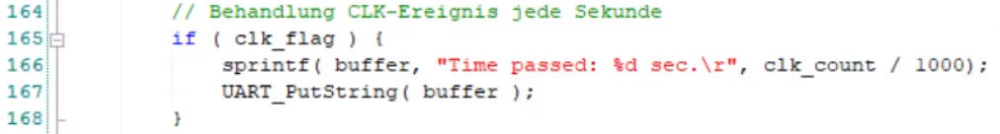 164 // Behandlung CLK-Ereignis jede Sekunde
165 if ( clk_flag ) {
166 sprintf( buffer, "Time passed: %d sec.\r", clk_count / 1000);
167 UART_PutString( buffer );
168 }